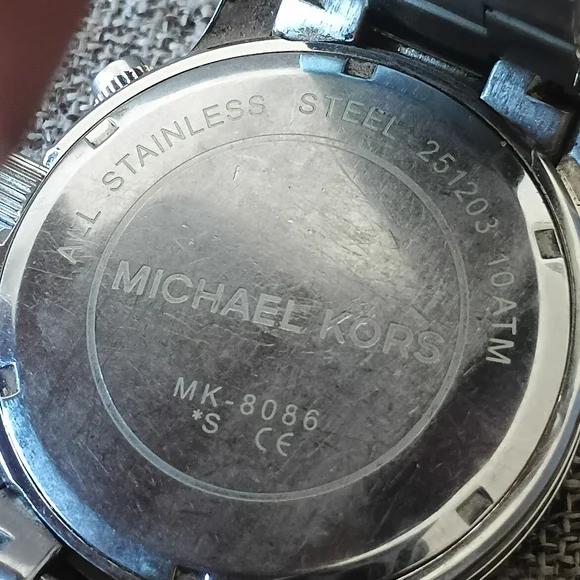 ALL STAINLESS STEEL 251203 10ATM
MICHAEL KORS
MK-8086
*S CE